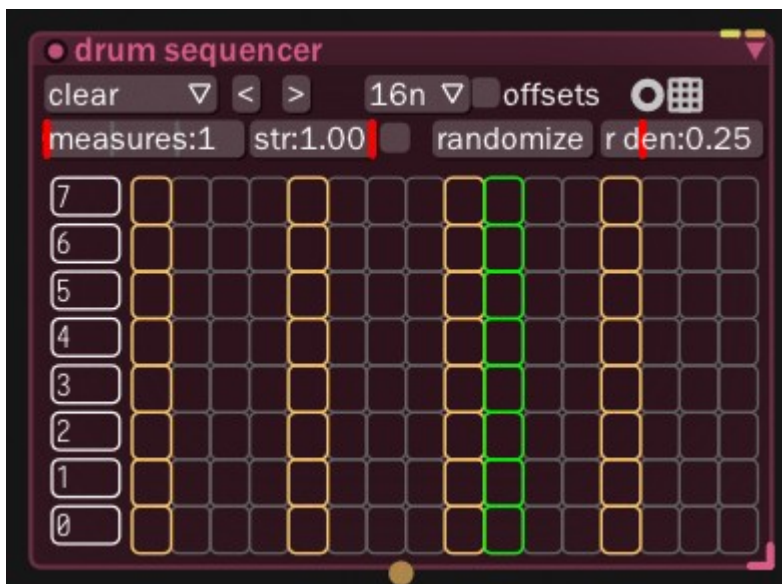 drum sequencer
clear < > 16n offsets
measures:1 str:1.00 randomize r den:0.25
7
6
5
4
3
2
1
0